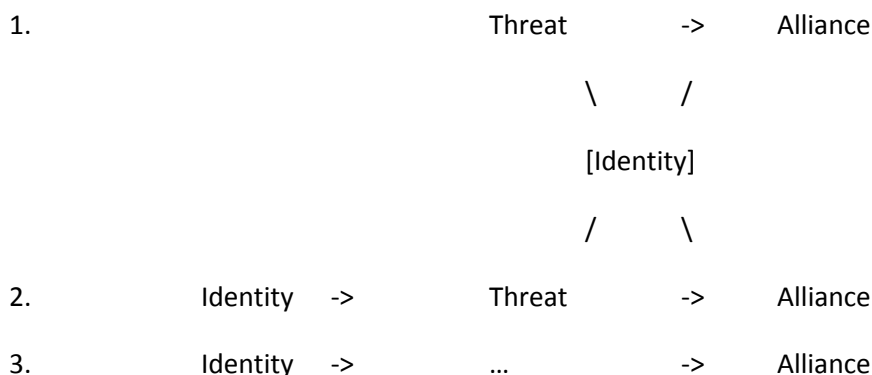 1. Threat -> Alliance
\ /
[Identity]
/ \
2. Identity -> Threat -> Alliance
3. Identity -> … -> Alliance